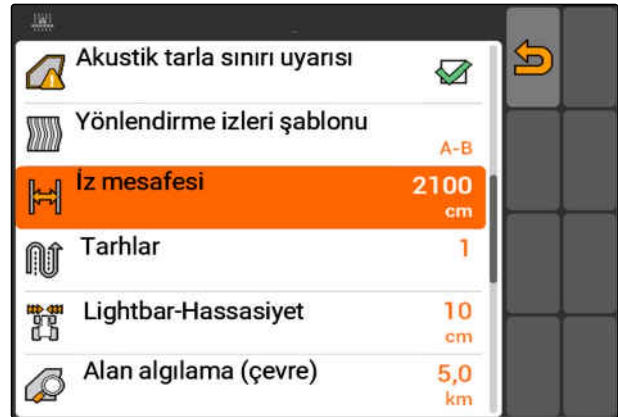 Akustik tarla sınırı uyarısı
Yönlendirme izleri şablonu
A-B
İz mesafesi
2100
cm
Tarhlar
1
Lightbar-Hassasiyet
10
cm
Alan algılama (çevre)
5,0
km